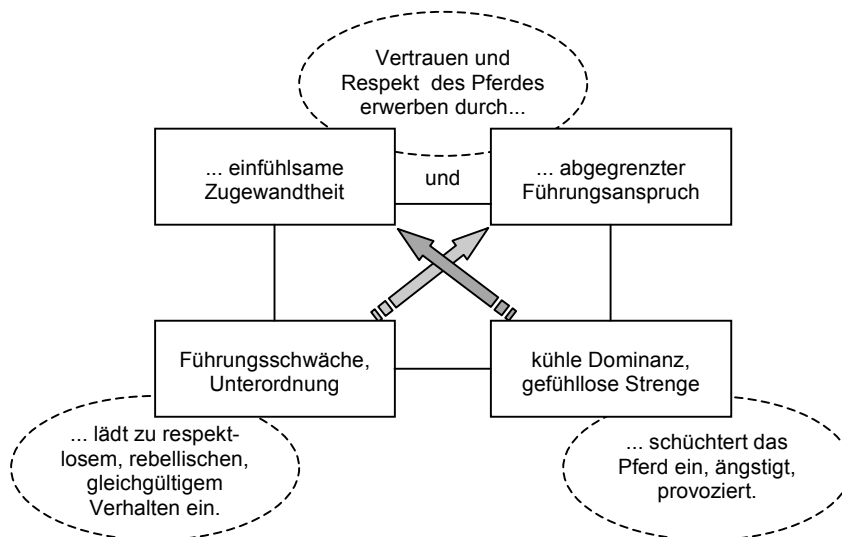 Vertrauen und
Respekt des Pferdes
erwerben durch...
... einfühlsame
Zugewandtheit
und
... abgegrenzter
Führungsanspruch
Führungsschwäche,
Unterordnung
kühle Dominanz,
gefühllose Strenge
... lädt zu respekt-
losem, rebellischen,
gleichgültigem
Verhalten ein.
... schüchtert das
Pferd ein, ängstigt,
provoziert.